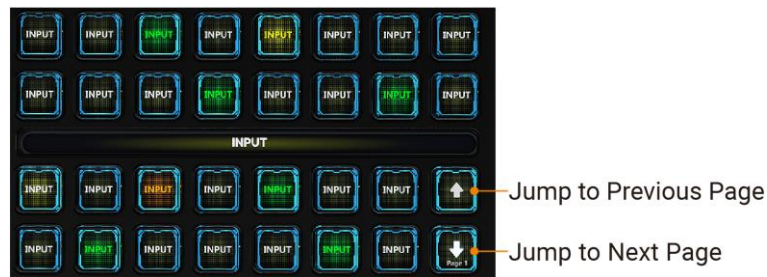 INPUT INPUT INPUT INPUT INPUT INPUT INPUT INPUT
INPUT INPUT INPUT INPUT INPUT INPUT INPUT INPUT
INPUT
INPUT INPUT INPUT INPUT INPUT INPUT INPUT
Jump to Previous Page
INPUT INPUT INPUT INPUT INPUT INPUT INPUT
Page 1
Jump to Next Page